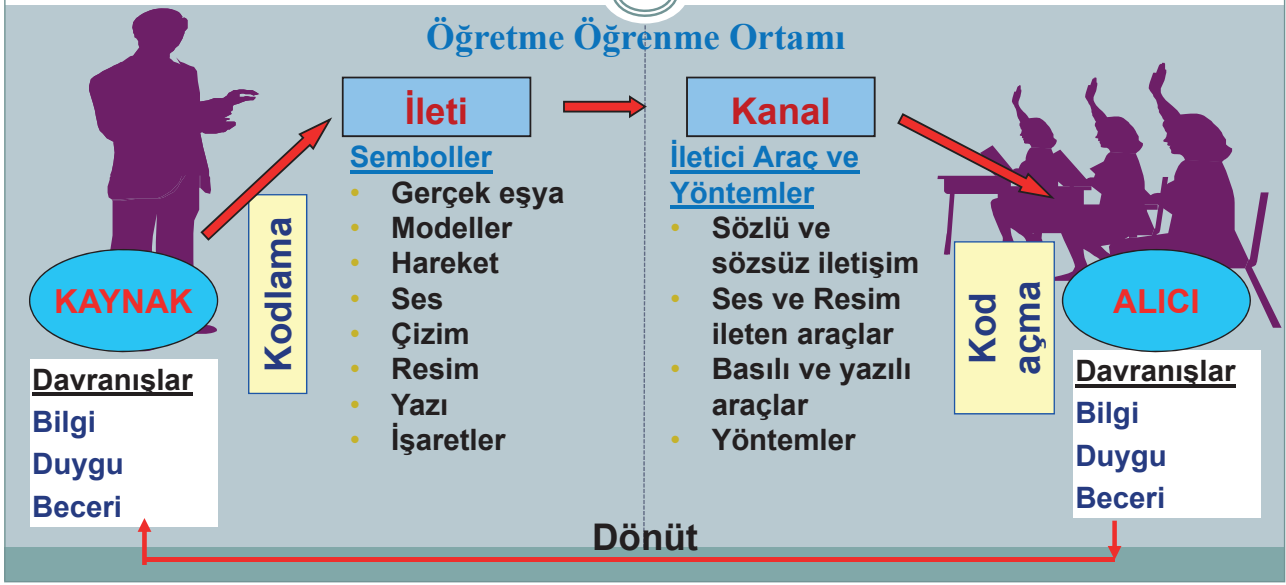 Öğretme Öğrenme Ortamı
İleti
Kanal
Semboller
• Gerçek eşya
• Modeller
• Hareket
• Ses
• Çizim
• Resim
• Yazı
• İşaretler
İletici Araç ve
Yöntemler
• Sözlü ve
sözsüz iletişim
• Ses ve Resim
ileten araçlar
• Basılı ve yazılı
araçlar
• Yöntemler
KAYNAK
Kodlama
Davranışlar
Bilgi
Duygu
Beceri
Kod
açma
ALICI
Davranışlar
Bilgi
Duygu
Beceri
Dönüt